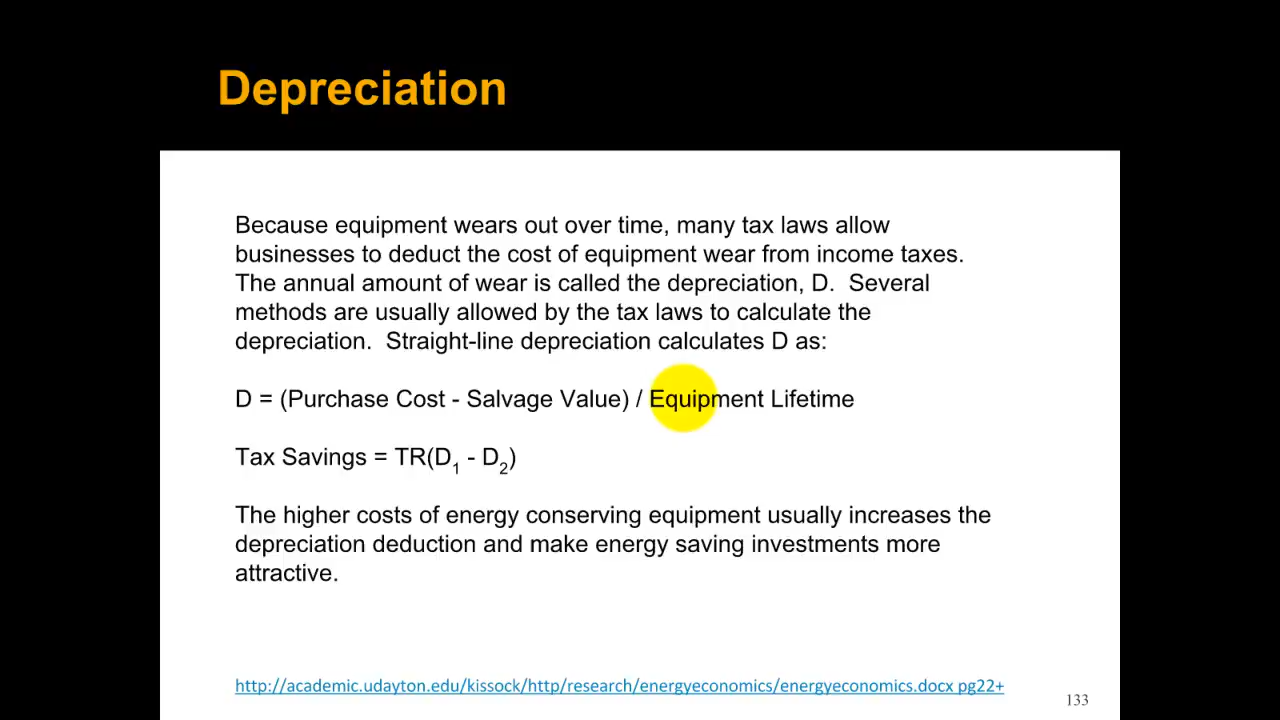 Depreciation
Because equipment wears out over time, many tax laws allow
businesses to deduct the cost of equipment wear from income taxes.
The annual amount of wear is called the depreciation, D.  Several
methods are usually allowed by the tax laws to calculate the
depreciation.  Straight-line depreciation calculates D as:
D = (Purchase Cost - Salvage Value) / Equipment Lifetime
Tax Savings = TR(D1 - D2)
The higher costs of energy conserving equipment usually increases the
depreciation deduction and make energy saving investments more
attractive.
http://academic.udayton.edu/kissock/http/research/energyeconomics/energyeconomics.docx pg22+
133